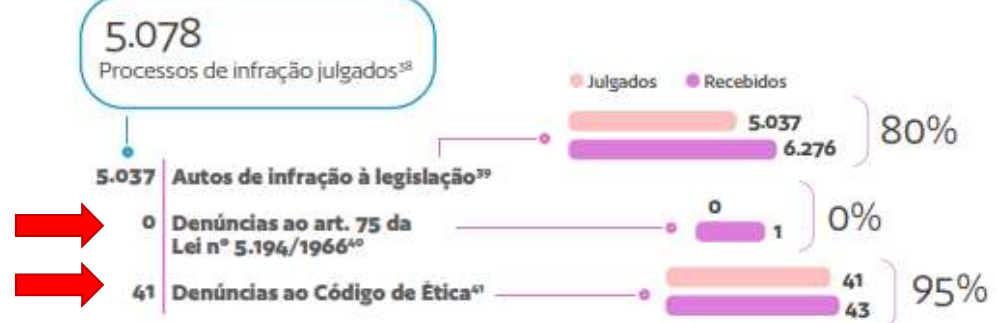 5.078
Processos de infração julgados³⁸
Julgados Recebidos
5.037
6.276
80%
5.037 Autos de infração à legislação³⁹
0 Denúncias ao art. 75 da
Lei nº 5.194/1966⁴⁰
0
1
0%
41 Denúncias ao Código de Ética⁴¹
41
43
95%